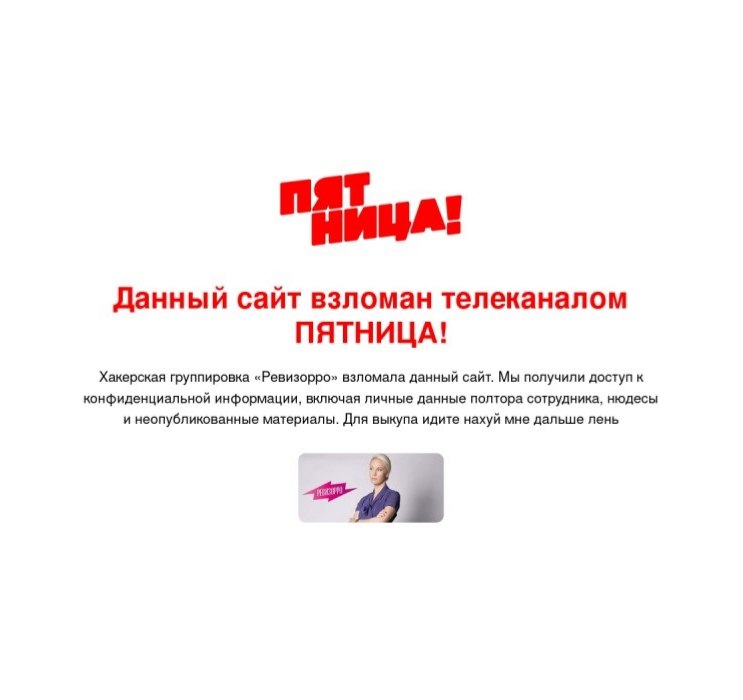 ПЯТ
НИЦА!
Данный сайт взломан телеканалом
ПЯТНИЦА!
Хакерская группировка «Ревизорро» взломала данный сайт. Мы получили доступ к
конфиденциальной информации, включая личные данные полтора сотрудника, нюдесы
и неопубликованные материалы. Для выкупа идите нахуй мне дальше лень
РЕВИЗОРРО